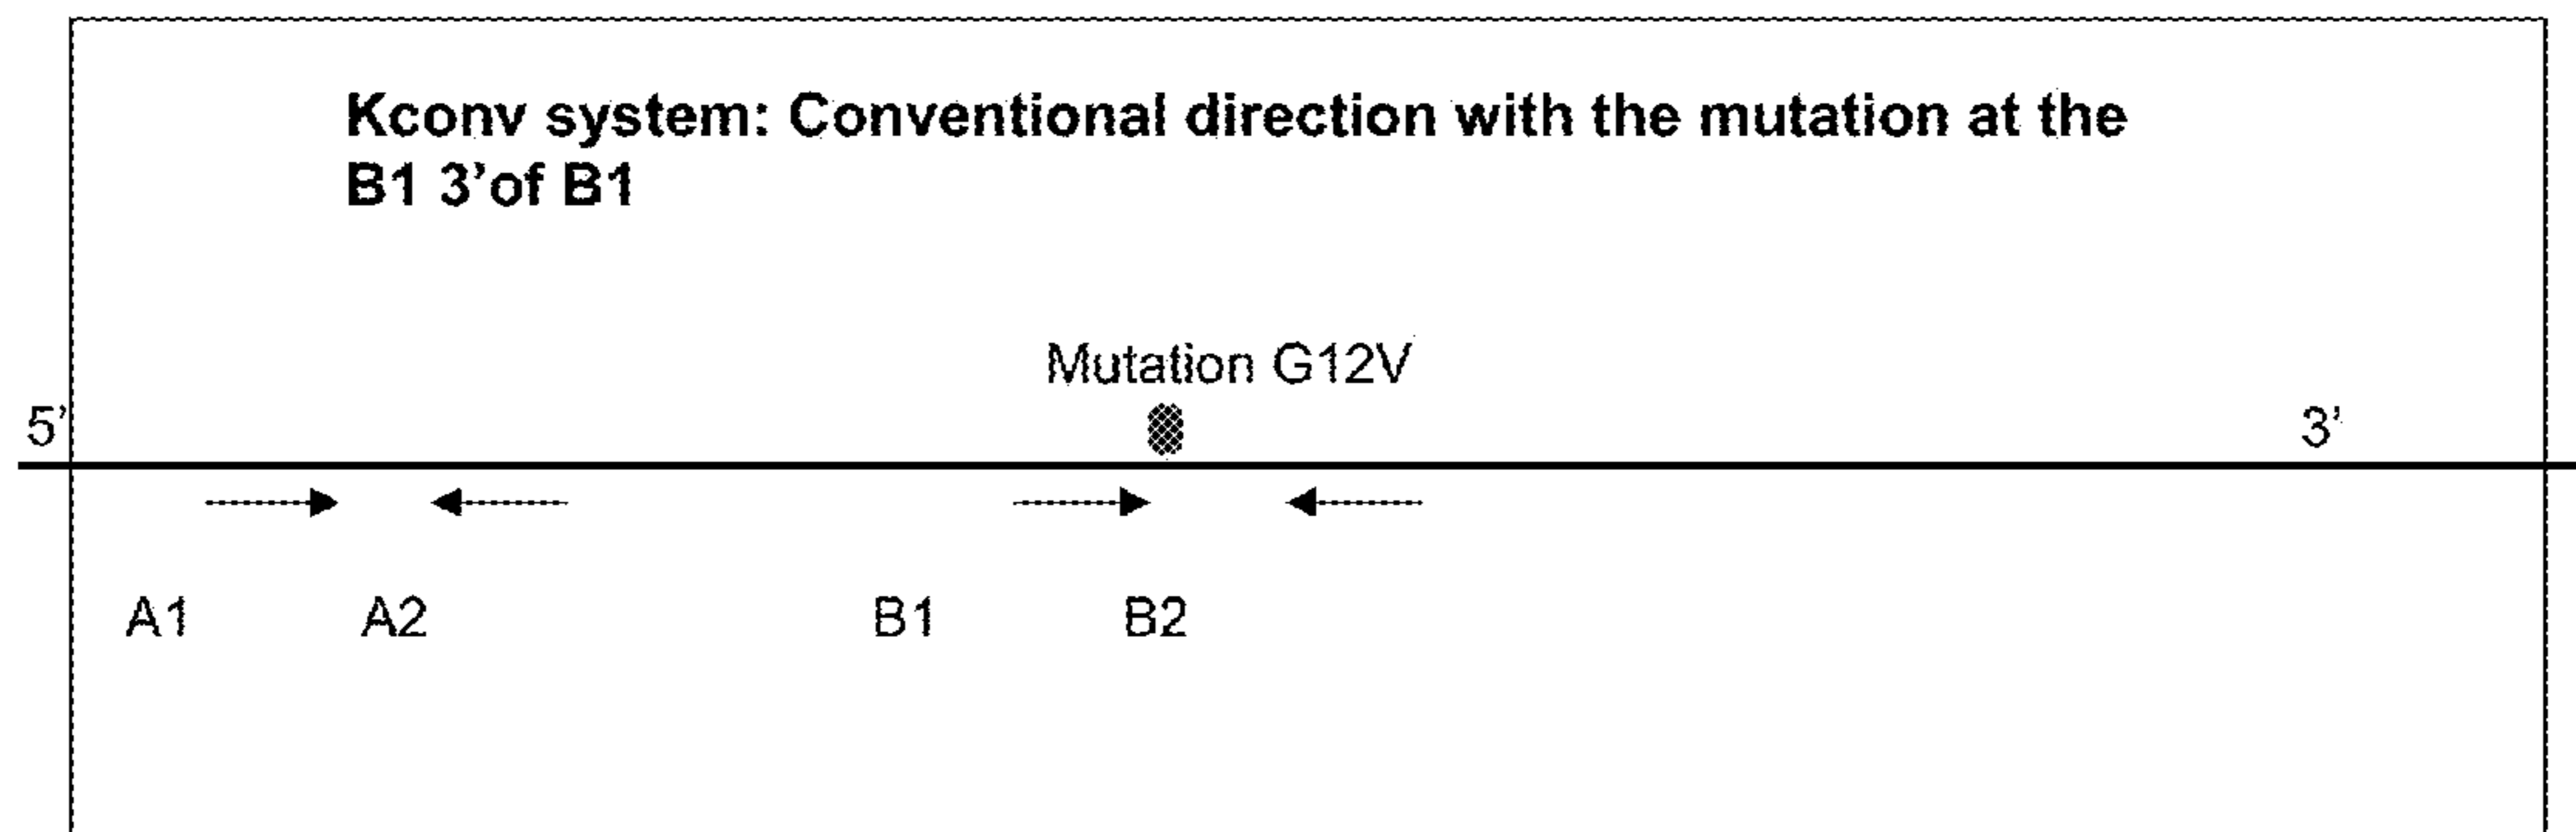 Kconv system: Conventional direction with the mutation at the
B1 3’of B1
Mutation G12V
5’ 3’
A1 A2 B1 B2